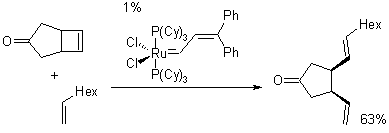 1%
P(Cy)3
Ph
Ph
Cl
Cl
Ru
P(Cy)3
O
+
Hex
O
Hex
63%